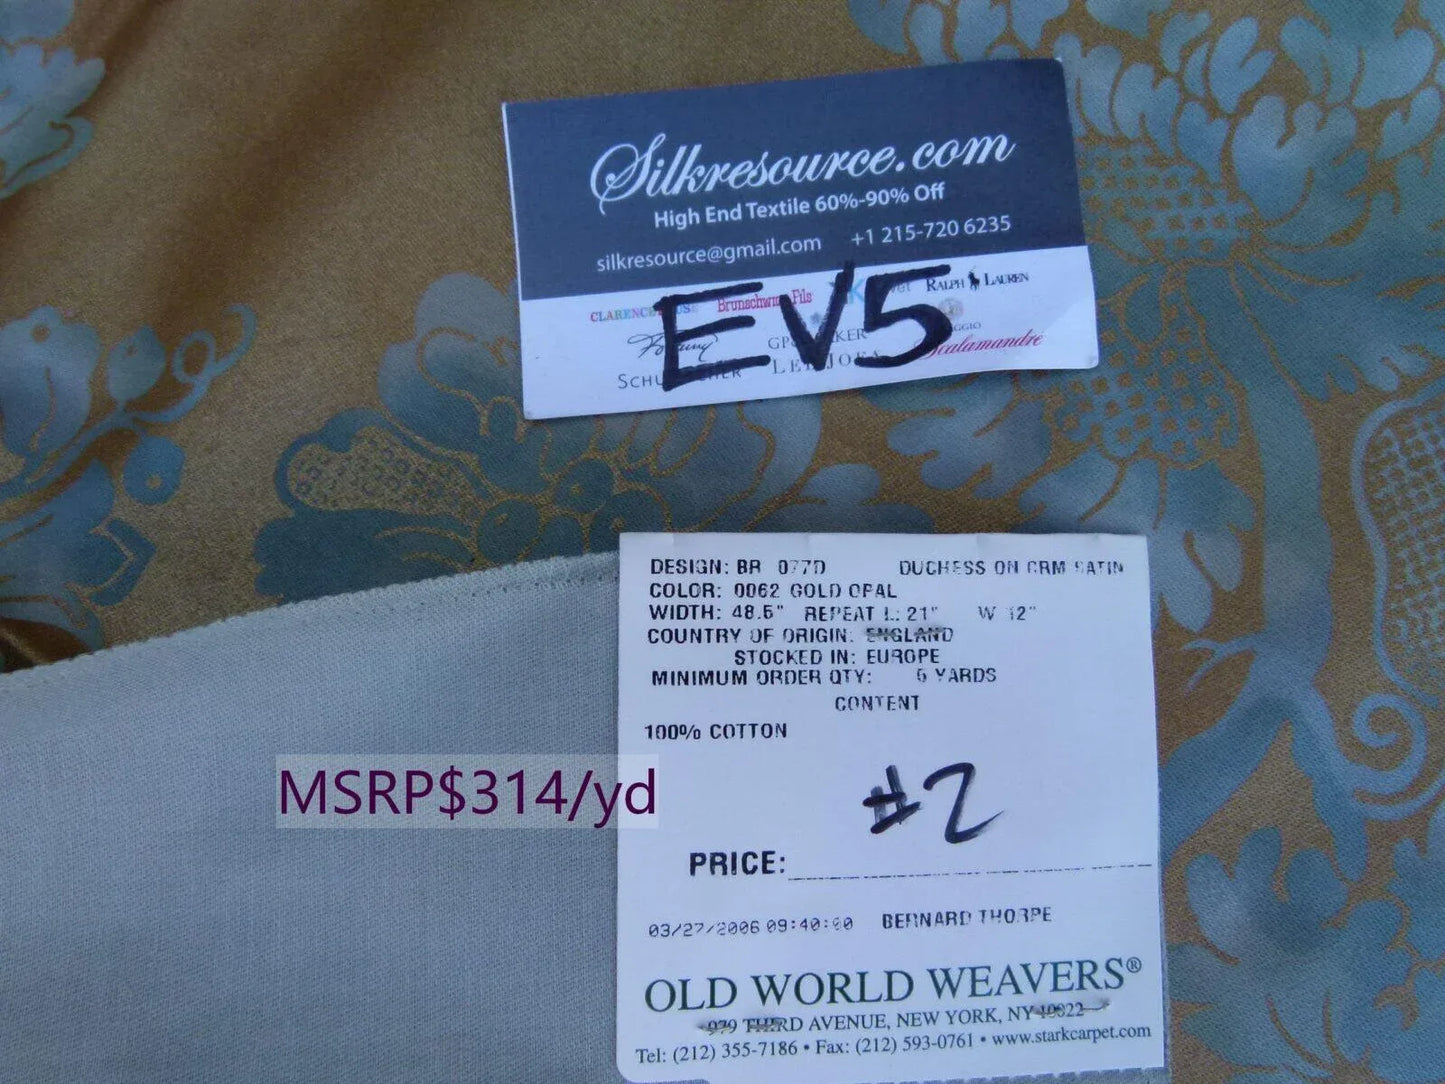 Silkresource.com
High End Textile 60%-90% Off
silkresource@gmail.com +1 215-720 6235
Brunschwig Fils
RALPH LAUREN
EV5
Scalamandré
DESIGN: BR 077D DUCHESS ON CRM SATIN
COLOR: 0062 GOLD OPAL
WIDTH: 48.5" REPEAT L: 21" W 12"
COUNTRY OF ORIGIN: ENGLAND
STOCKED IN: EUROPE
MINIMUM ORDER QTY: 6 YARDS
CONTENT
100% COTTON
MSRP$314/yd
#2
PRICE:
03/27/2006 09:40:00 BERNARD THORPE
OLD WORLD WEAVERS®
979 THIRD AVENUE, NEW YORK, NY 10022
Tel: (212) 355-7186 • Fax: (212) 593-0761 • www.starkcarpet.com